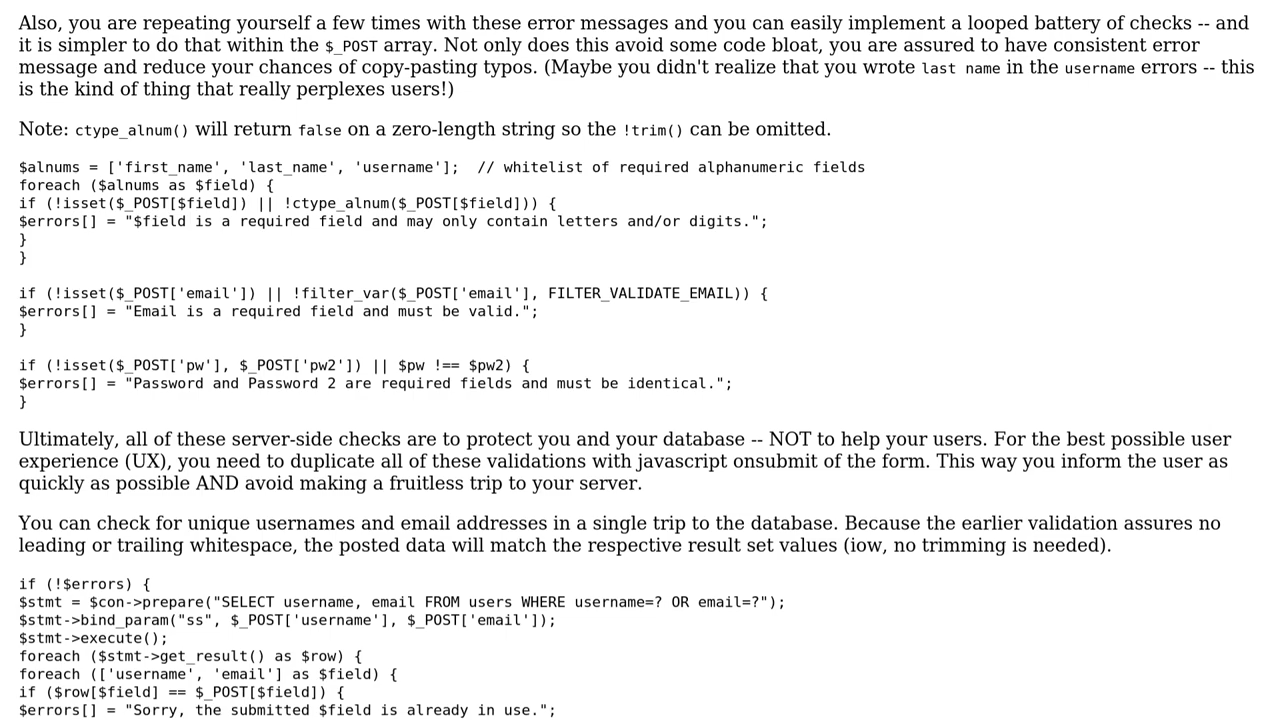 Also, you are repeating yourself a few times with these error messages and you can easily implement a looped battery of checks -- and
it is simpler to do that within the $_POST array. Not only does this avoid some code bloat, you are assured to have consistent error
message and reduce your chances of copy-pasting typos. (Maybe you didn't realize that you wrote last name in the username errors -- this
is the kind of thing that really perplexes users!)
Note: ctype_alnum() will return false on a zero-length string so the !trim() can be omitted.
$alnums = ['first_name', 'last_name', 'username'];  // whitelist of required alphanumeric fields
foreach ($alnums as $field) {
if (!isset($_POST[$field]) || !ctype_alnum($_POST[$field])) {
$errors[] = "$field is a required field and may only contain letters and/or digits.";
}
}
if (!isset($_POST['email']) || !filter_var($_POST['email'], FILTER_VALIDATE_EMAIL)) {
$errors[] = "Email is a required field and must be valid.";
}
if (!isset($_POST['pw'], $_POST['pw2']) || $pw !== $pw2) {
$errors[] = "Password and Password 2 are required fields and must be identical.";
}
Ultimately, all of these server-side checks are to protect you and your database -- NOT to help your users. For the best possible user
experience (UX), you need to duplicate all of these validations with javascript onsubmit of the form. This way you inform the user as
quickly as possible AND avoid making a fruitless trip to your server.
You can check for unique usernames and email addresses in a single trip to the database. Because the earlier validation assures no
leading or trailing whitespace, the posted data will match the respective result set values (iow, no trimming is needed).
if (!$errors) {
$stmt = $con->prepare("SELECT username, email FROM users WHERE username=? OR email=?");
$stmt->bind_param("ss", $_POST['username'], $_POST['email']);
$stmt->execute();
foreach ($stmt->get_result() as $row) {
foreach (['username', 'email'] as $field) {
if ($row[$field] == $_POST[$field]) {
$errors[] = "Sorry, the submitted $field is already in use.";